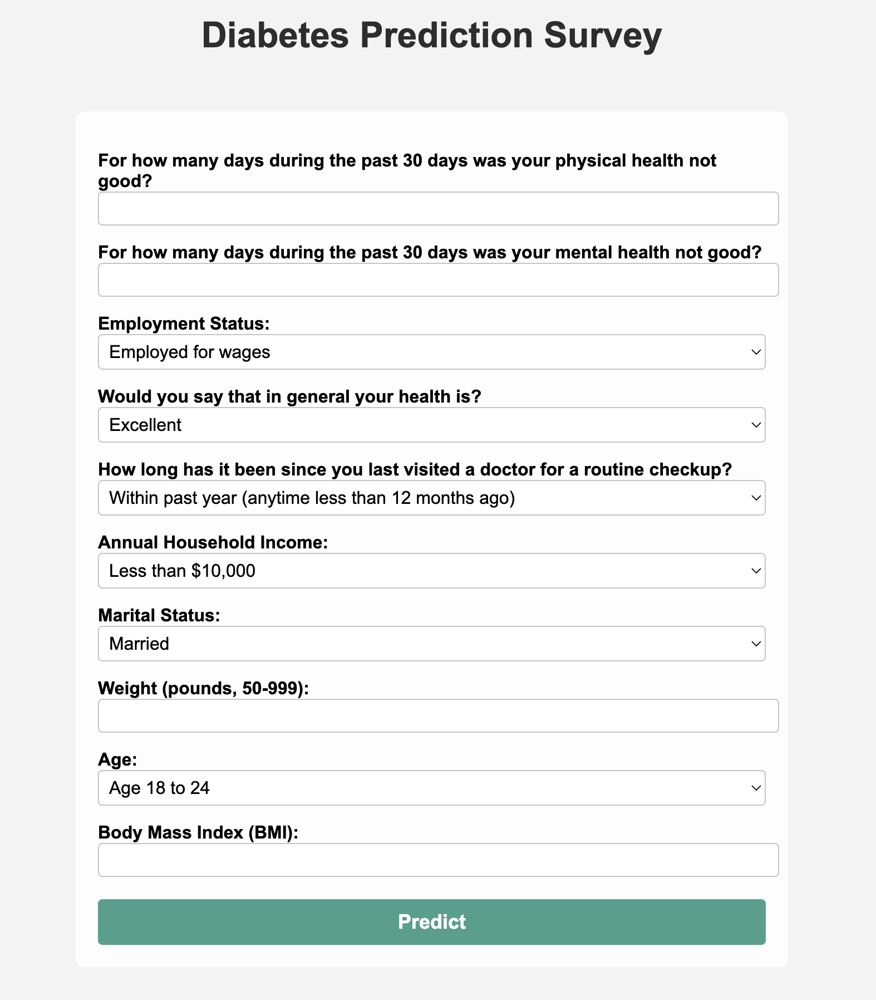 Diabetes Prediction Survey
For how many days during the past 30 days was your physical health not
good?
For how many days during the past 30 days was your mental health not good?
Employment Status:
Employed for wages
Would you say that in general your health is?
Excellent
How long has it been since you last visited a doctor for a routine checkup?
Within past year (anytime less than 12 months ago)
Annual Household Income:
Less than $10,000
Marital Status:
Married
Weight (pounds, 50-999):
Age:
Age 18 to 24
Body Mass Index (BMI):
Predict